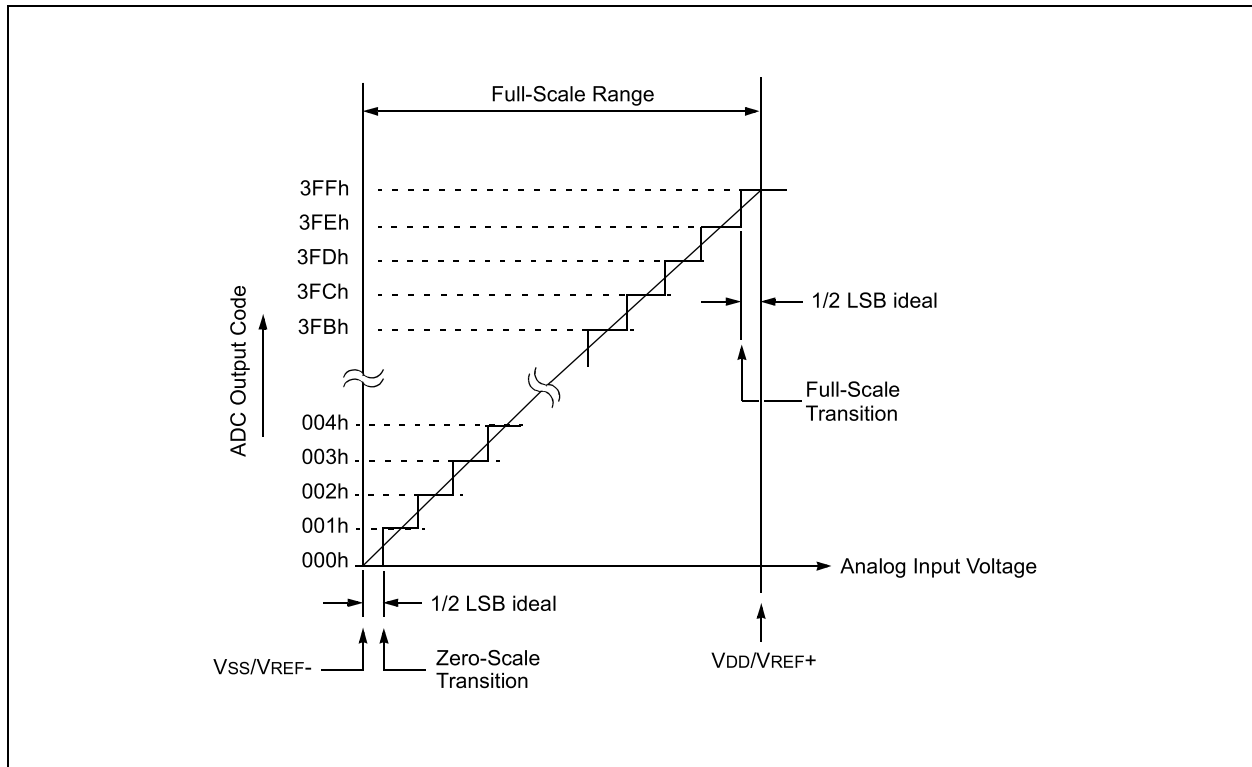 Full-Scale Range
3FFh
3FEh
3FDh
3FCh
3FBh
1/2 LSB ideal
ADC Output Code
Full-Scale
Transition
004h
003h
002h
001h
000h
Analog Input Voltage
1/2 LSB ideal
VSS/VREF-
Zero-Scale
Transition
VDD/VREF+